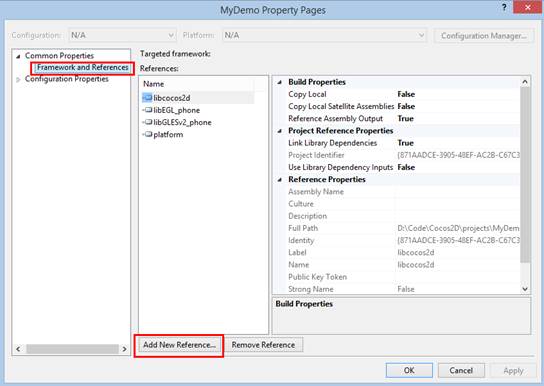 MyDemo Property Pages
?
Configuration: N/A Platform: N/A Configuration Manager...
Common Properties
Framework and References
Configuration Properties
Targeted framework:
References:
Name
libcocos2d
libEGL_phone
libGLESv2_phone
platform
Build Properties
Copy Local False
Copy Local Satellite Assemblies False
Reference Assembly Output True
Project Reference Properties
Link Library Dependencies True
Project Identifier {871AADCE-3905-48EF-AC2B-C67C3
Use Library Dependency Inputs False
Reference Properties
Assembly Name
Culture
Description
Full Path D:\Code\Cocos2D\projects\MyDemo
Identity {871AADCE-3905-48EF-AC2B-C67C3
Label libcocos2d
Name libcocos2d
Public Key Token
Strong Name False
Build Properties
Add New Reference... Remove Reference
OK Cancel Apply